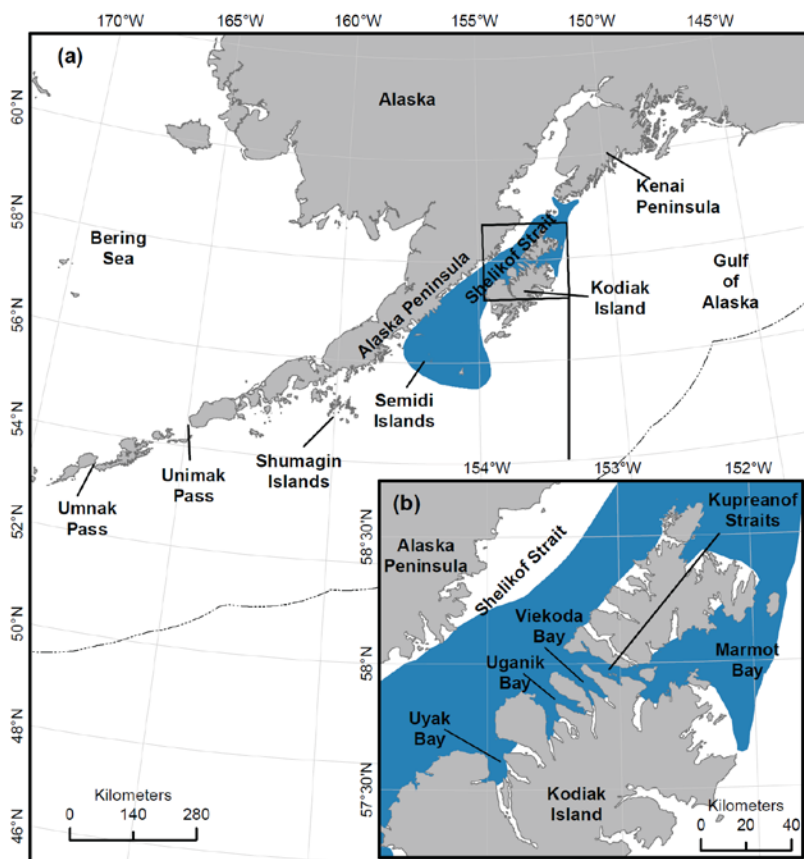 170°W
165°W
160°W
155°W
150°W
145°W
(a)
60°N
58°N
56°N
54°N
52°N
50°N
48°N
46°N
Alaska
Kenai
Peninsula
Bering
Sea
Shelikof Strait
Gulf
of
Alaska
Alaska Peninsula
Kodiak
Island
Semidi
Islands
Shumagin
Islands
Unimak
Pass
Umnak
Pass
Kilometers
0 140 280
154°W
153°W
152°W
(b)
58°30'N
58°N
57°30'N
Kupreanof
Straits
Alaska
Peninsula
Shelikof Strait
Viekoda
Bay
Uganik
Bay
Marmot
Bay
Uyak
Bay
Kodiak
Island
Kilometers
0 20 40